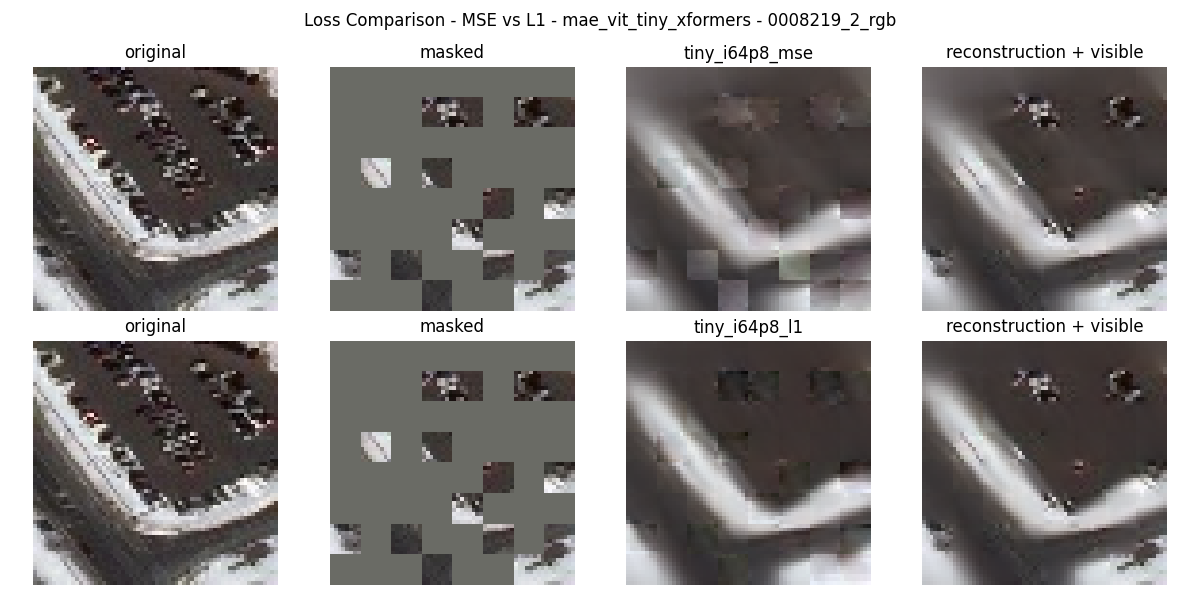 Loss Comparison - MSE vs L1 - mae_vit_tiny_xformers - 0008219_2_rgb
original masked tiny_i64p8_mse reconstruction + visible
original masked tiny_i64p8_l1 reconstruction + visible